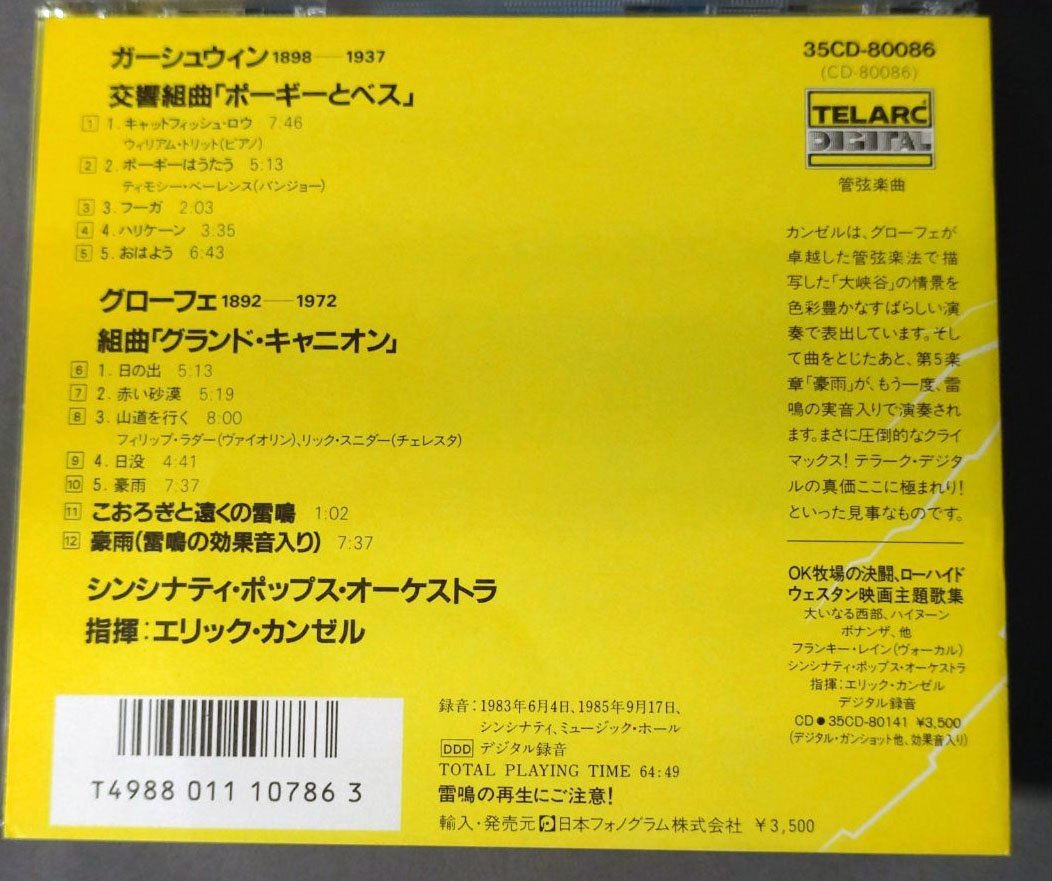 ガーシュウィン 1898——1937
交響組曲「ポーギーとベス」
1 1. キャットフィッシュ・ロウ 7:46
ウィリアム・トリット(ピアノ)
2 2. ポーギーはうたう 5:13
ティモシー・ベーレンス(バンジョー)
3 3. フーガ 2:03
4 4. ハリケーン 3:35
5 5. おはよう 6:43
グローフェ 1892——1972
組曲「グランド・キャニオン」
6 1. 日の出 5:13
7 2. 赤い砂漠 5:19
8 3. 山道を行く 8:00
フィリップ・ラダー(ヴァイオリン)、リック・スニダー(チェレスタ)
9 4. 日没 4:41
10 5. 豪雨 7:37
11 こおろぎと遠くの雷鳴 1:02
12 豪雨(雷鳴の効果音入り) 7:37
シンシナティ・ポップス・オーケストラ
指揮:エリック・カンゼル
T4988 011 10786 3
録音:1983年6月4日、1985年9月17日、
シンシナティ、ミュージック・ホール
DDD デジタル録音
TOTAL PLAYING TIME 64:49
雷鳴の再生にご注意!
輸入・発売元 日本フォノグラム株式会社 ¥3,500
35CD-80086
(CD-80086)
TELARC
DIGITAL
管弦楽曲
カンゼルは、グローフェが
卓越した管弦楽法で描
写した「大峡谷」の情景を
色彩豊かなすばらしい演
奏で表出しています。そし
て曲をとじたあと、第5楽
章「豪雨」が、もう一度、雷
鳴の実音入りで演奏され
ます。まさに圧倒的なクライ
マックス! テラーク・デジタ
ルの真価ここに極まれり!
といった見事なものです。
OK牧場の決闘、ローハイド
ウェスタン映画主題歌集
大いなる西部、ハイヌーン
ボナンザ、他
フランキー・レイン(ヴォーカル)
シンシナティ・ポップス・オーケストラ
指揮:エリック・カンゼル
デジタル録音
CD●35CD-80141 ¥3,500
(デジタル・ガンショット他、効果音入り)